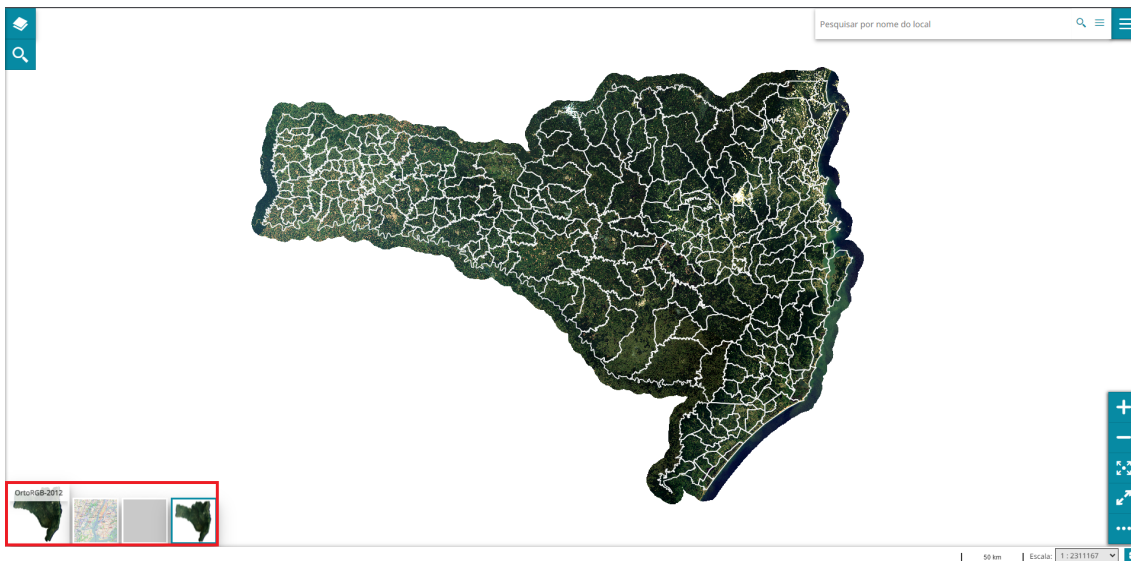 Pesquisar por nome do local
OrtoRGB-2012
50 km
Escala:
1 : 2311167